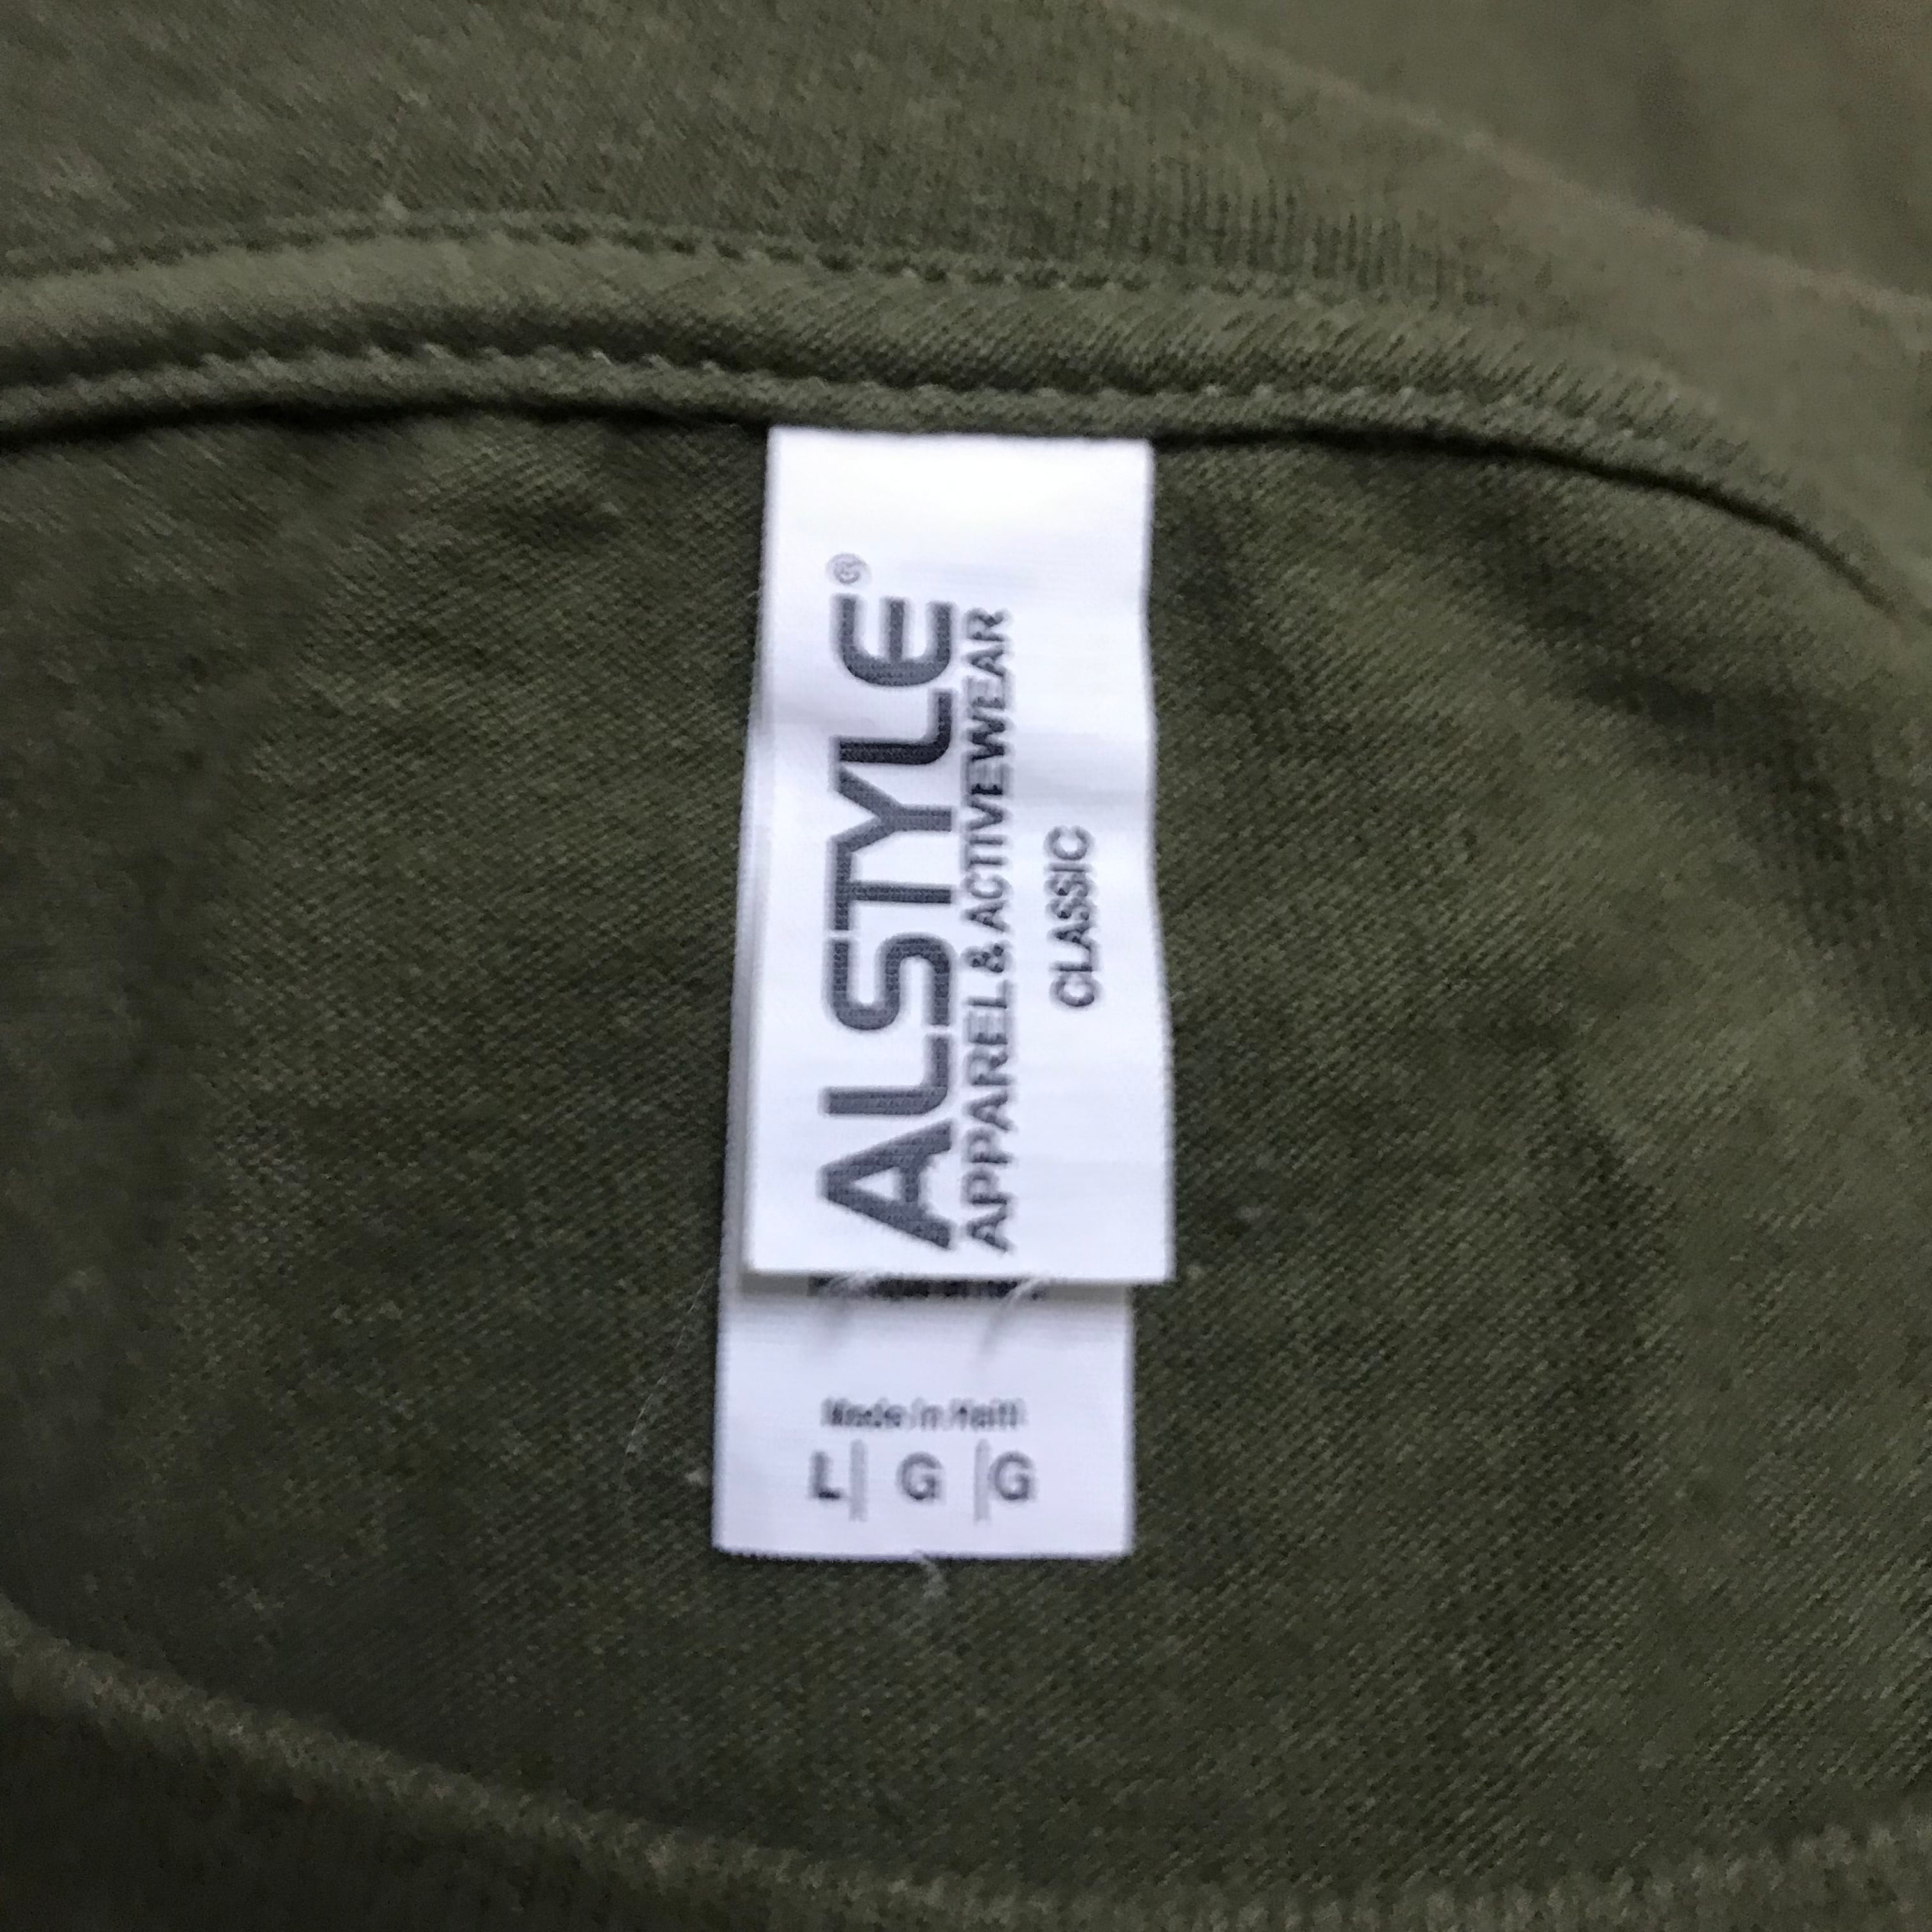 ALSTYLE®
APPAREL & ACTIVEWEAR
CLASSIC
Made in Haiti
L | G | G